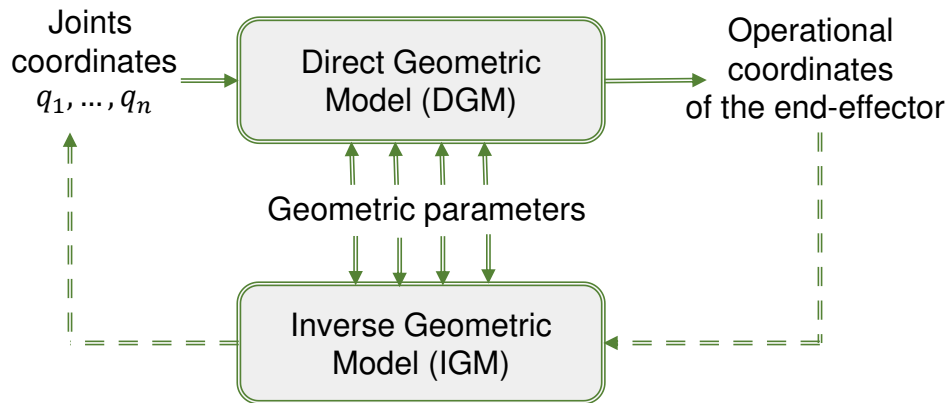 Joints
coordinates
q₁, … , qₙ
Direct Geometric
Model (DGM)
Operational
coordinates
of the end-effector
Geometric parameters
Inverse Geometric
Model (IGM)